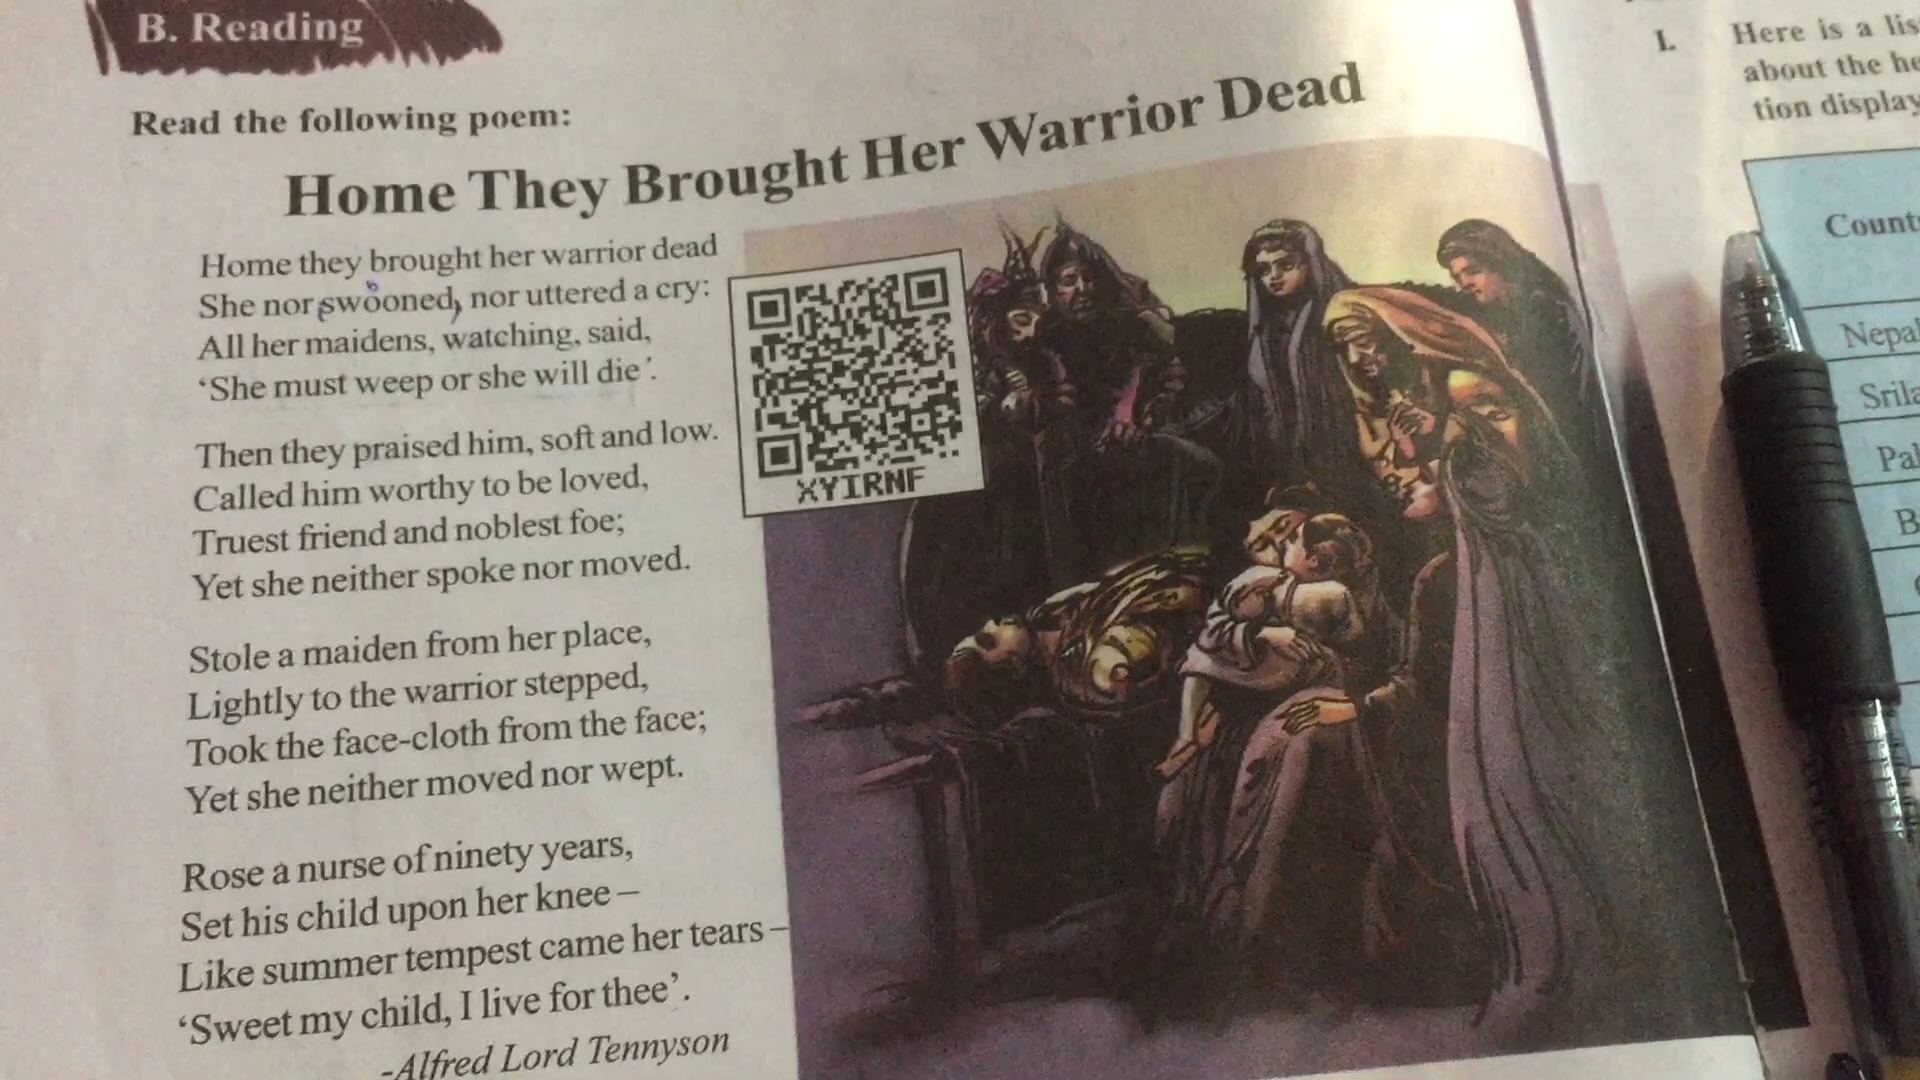 B. Reading
Read the following poem:
Home They Brought Her Warrior Dead
Home they brought her warrior dead
She nor swooned, nor uttered a cry:
All her maidens, watching, said,
‘She must weep or she will die’.
Then they praised him, soft and low.
Called him worthy to be loved,
Truest friend and noblest foe;
Yet she neither spoke nor moved.
Stole a maiden from her place,
Lightly to the warrior stepped,
Took the face-cloth from the face;
Yet she neither moved nor wept.
Rose a nurse of ninety years,
Set his child upon her knee –
Like summer tempest came her tears –
‘Sweet my child, I live for thee’.
-Alfred Lord Tennyson
XYIRNF
I. Here is a lis
about the he
tion display
Count
Nepal
Srila
Pak
B